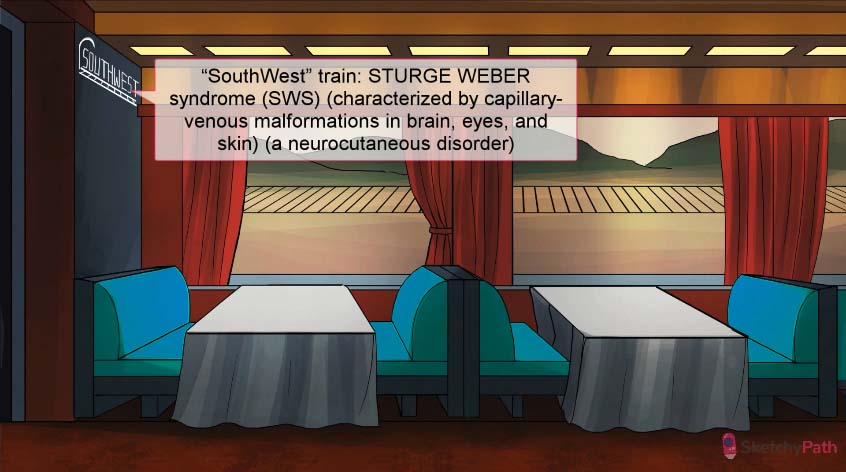 SOUTHWEST
“SouthWest” train: STURGE WEBER
syndrome (SWS) (characterized by capillary-
venous malformations in brain, eyes, and
skin) (a neurocutaneous disorder)
SketchyPath